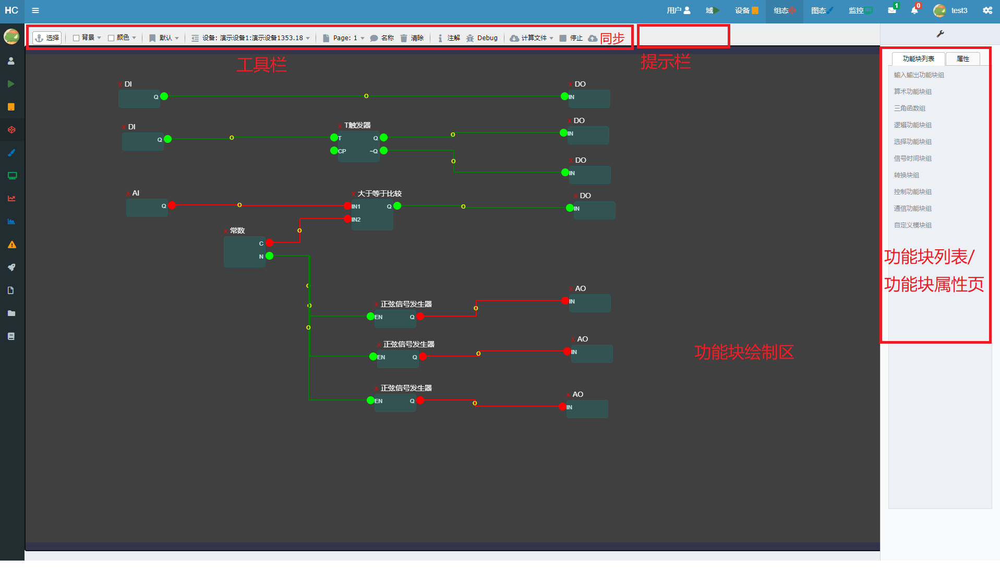 HC
用户 域 设备 组态 图态 监控 1 0 test3
选择 背景 颜色 默认 设备: 演示设备1:演示设备1353.18 Page: 1 名称 清除 注解 Debug 计算文件 停止 同步
工具栏
提示栏
功能块列表 属性
输入输出功能块组
算术功能块组
三角函数组
逻辑功能块组
选择功能块组
信号时间块组
转换块组
控制功能块组
通信功能块组
自定义模块组
功能块列表/
功能块属性页
x DI
Q
o
x DO
IN
x DI
Q
o
x T触发器
T Q
CP ~Q
o
x DO
IN
o
x DO
IN
x AI
Q
o
x 大于等于比较
IN1 Q
IN2
o
x DO
IN
x 常数
C
N
o
o
o
o
x 正弦信号发生器
EN Q
o
x AO
IN
x 正弦信号发生器
EN Q
o
x AO
IN
x 正弦信号发生器
EN Q
o
x AO
IN
功能块绘制区